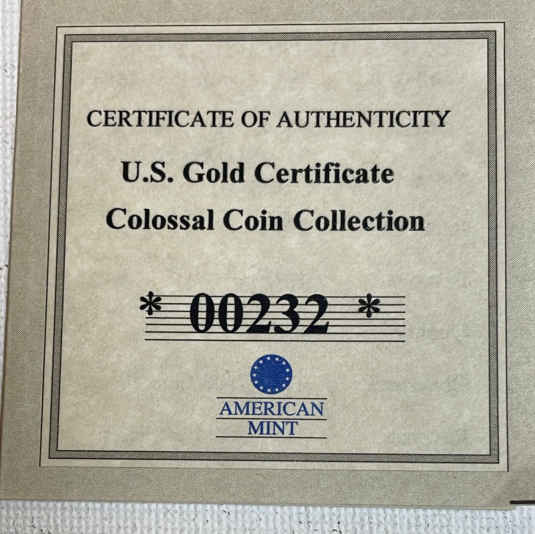 CERTIFICATE OF AUTHENTICITY
U.S. Gold Certificate
Colossal Coin Collection
* 00232 *
AMERICAN
MINT